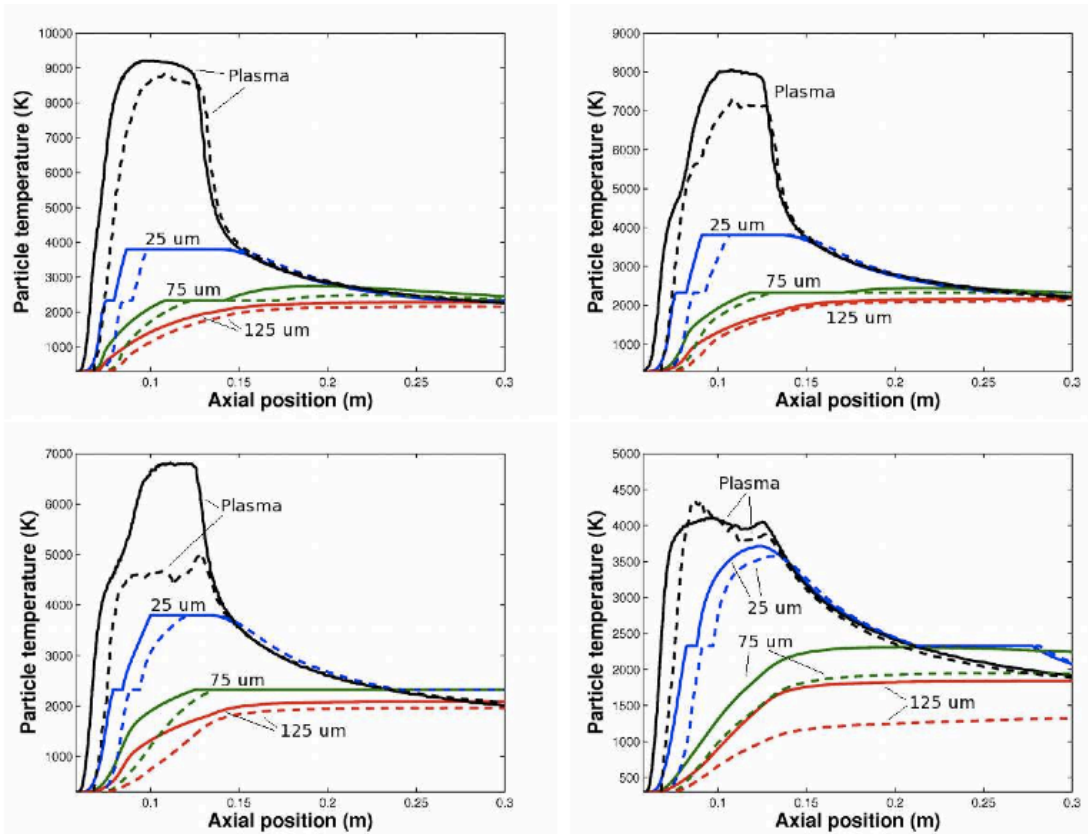 10000
9000
8000
7000
6000
5000
4000
3000
2000
1000
Particle temperature (K)
Plasma
25 um
75 um
125 um
0.1
0.15
0.2
0.25
0.3
Axial position (m)
9000
8000
7000
6000
5000
4000
3000
2000
1000
Particle temperature (K)
Plasma
25 um
75 um
125 um
0.1
0.15
0.2
0.25
0.3
Axial position (m)
7000
6000
5000
4000
3000
2000
1000
Particle temperature (K)
Plasma
25 um
75 um
125 um
0.1
0.15
0.2
0.25
0.3
Axial position (m)
5000
4500
4000
3500
3000
2500
2000
1500
1000
500
Particle temperature (K)
Plasma
25 um
75 um
125 um
0.1
0.15
0.2
0.25
0.3
Axial position (m)